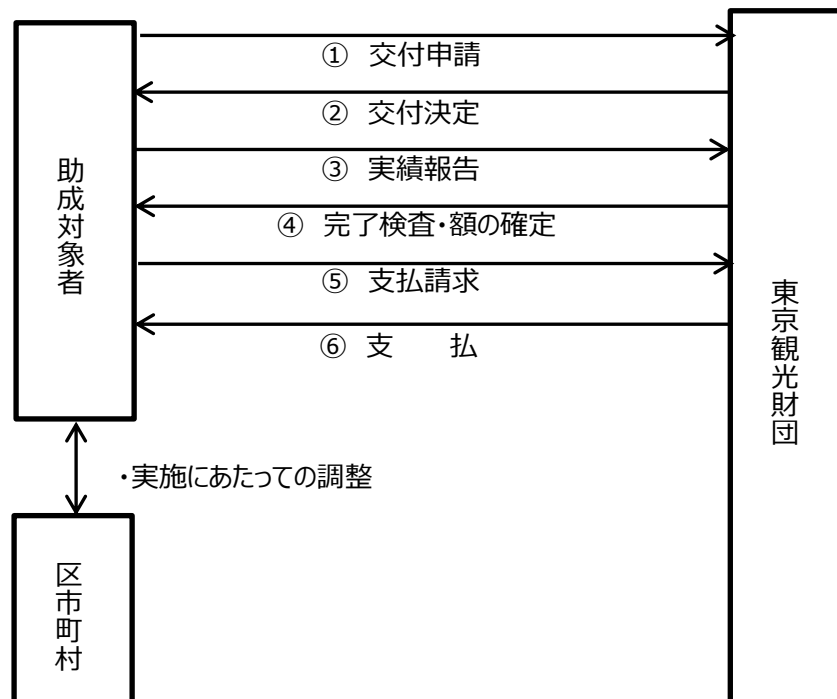 ① 交付申請
② 交付決定
③ 実績報告
④ 完了検査・額の確定
⑤ 支払請求
⑥ 支　　払
助成対象者
東京観光財団
・実施にあたっての調整
区市町村